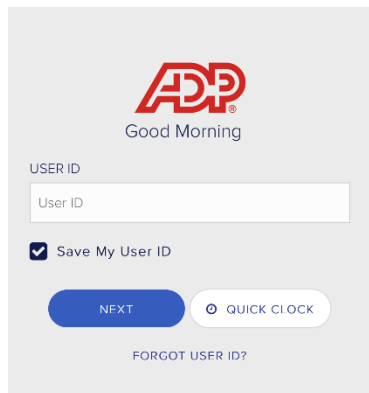 ADP®
Good Morning
USER ID
User ID
Save My User ID
NEXT
QUICK CLOCK
FORGOT USER ID?